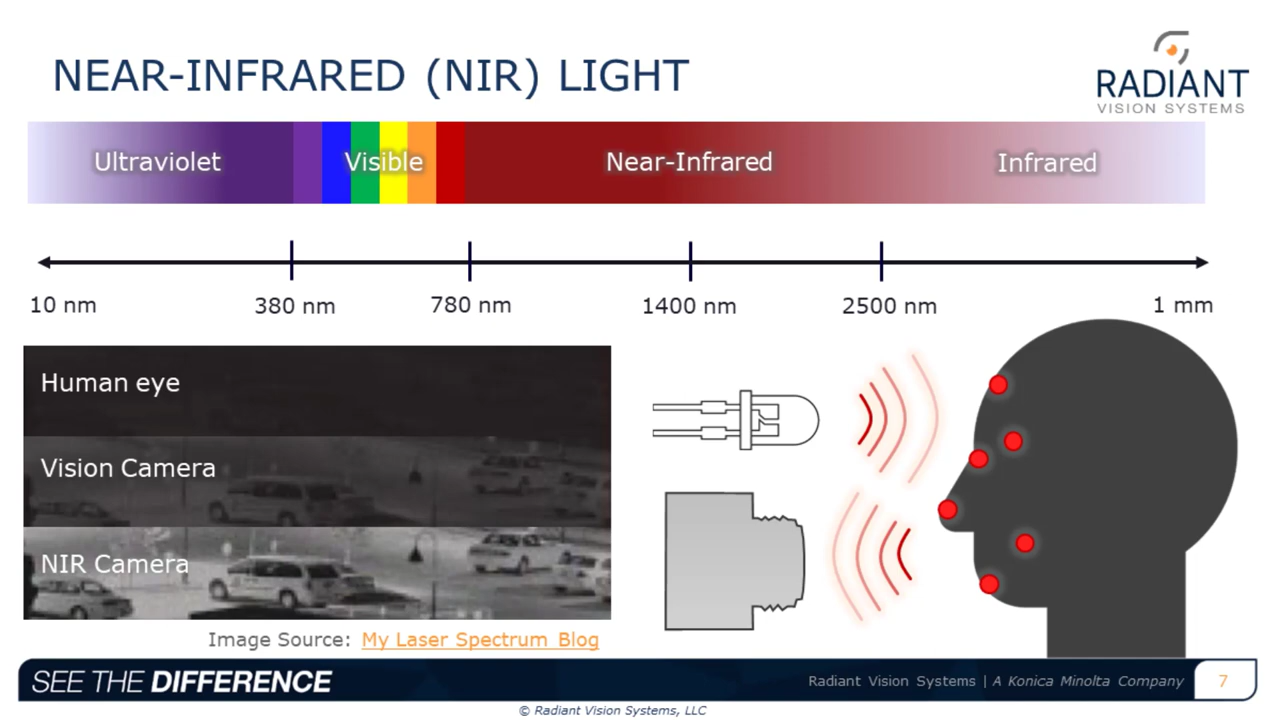 NEAR-INFRARED (NIR) LIGHT
RADIANT
VISION SYSTEMS
Ultraviolet
Visible
Near-Infrared
Infrared
10 nm
380 nm
780 nm
1400 nm
2500 nm
1 mm
Human eye
Vision Camera
NIR Camera
Image Source: My Laser Spectrum Blog
SEE THE DIFFERENCE
Radiant Vision Systems | A Konica Minolta Company
7
© Radiant Vision Systems, LLC